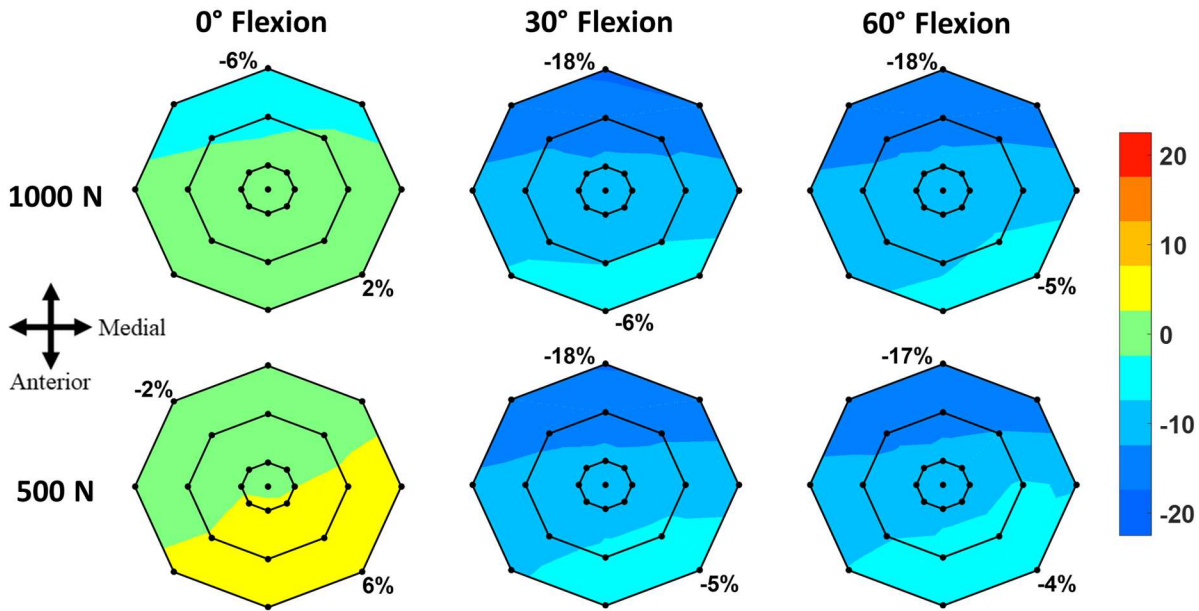 0° Flexion
30° Flexion
60° Flexion
-6%
-18%
-18%
1000 N
2%
-6%
-5%
Medial
Anterior
-2%
-18%
-17%
500 N
6%
-5%
-4%
20
10
0
-10
-20